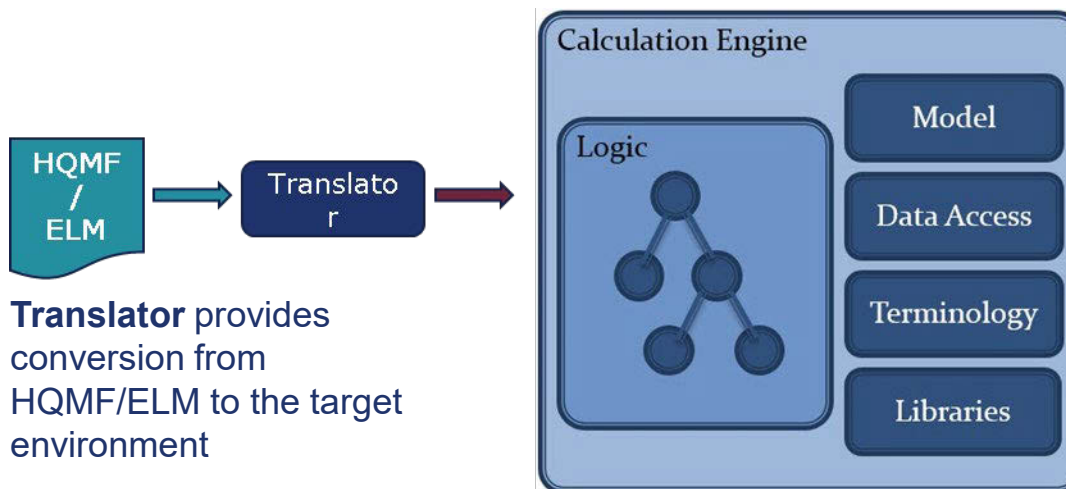 HQMF
/
ELM
Translato
r
Translator provides
conversion from
HQMF/ELM to the target
environment
Calculation Engine
Logic
Model
Data Access
Terminology
Libraries